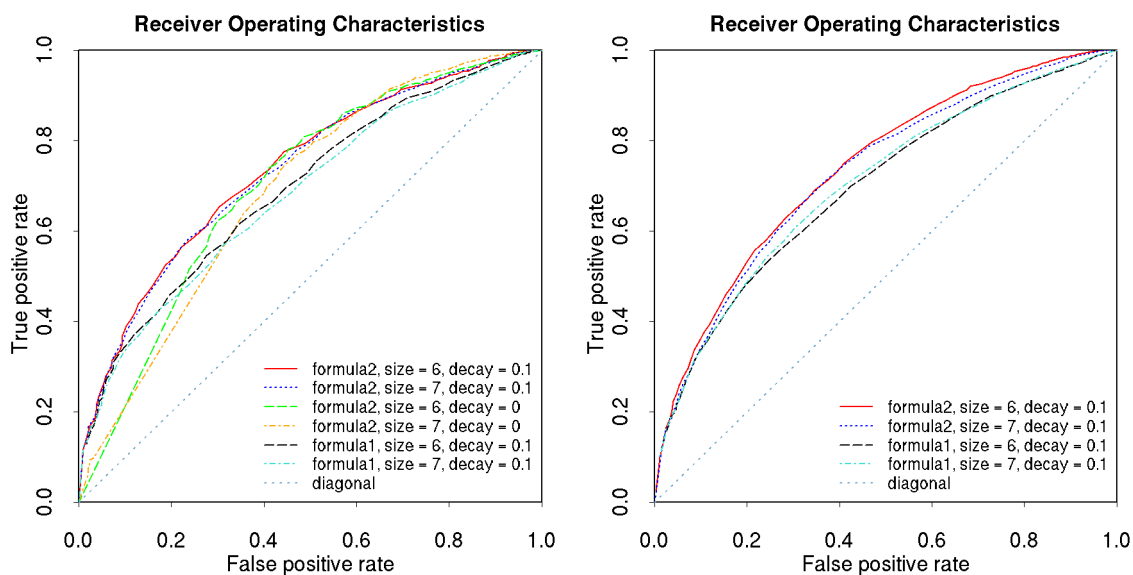 Receiver Operating Characteristics
True positive rate
1.0
0.8
0.6
0.4
0.2
0.0
formula2, size = 6, decay = 0.1
formula2, size = 7, decay = 0.1
formula2, size = 6, decay = 0
formula2, size = 7, decay = 0
formula1, size = 6, decay = 0.1
formula1, size = 7, decay = 0.1
diagonal
0.0 0.2 0.4 0.6 0.8 1.0
False positive rate
Receiver Operating Characteristics
True positive rate
1.0
0.8
0.6
0.4
0.2
0.0
formula2, size = 6, decay = 0.1
formula2, size = 7, decay = 0.1
formula1, size = 6, decay = 0.1
formula1, size = 7, decay = 0.1
diagonal
0.0 0.2 0.4 0.6 0.8 1.0
False positive rate